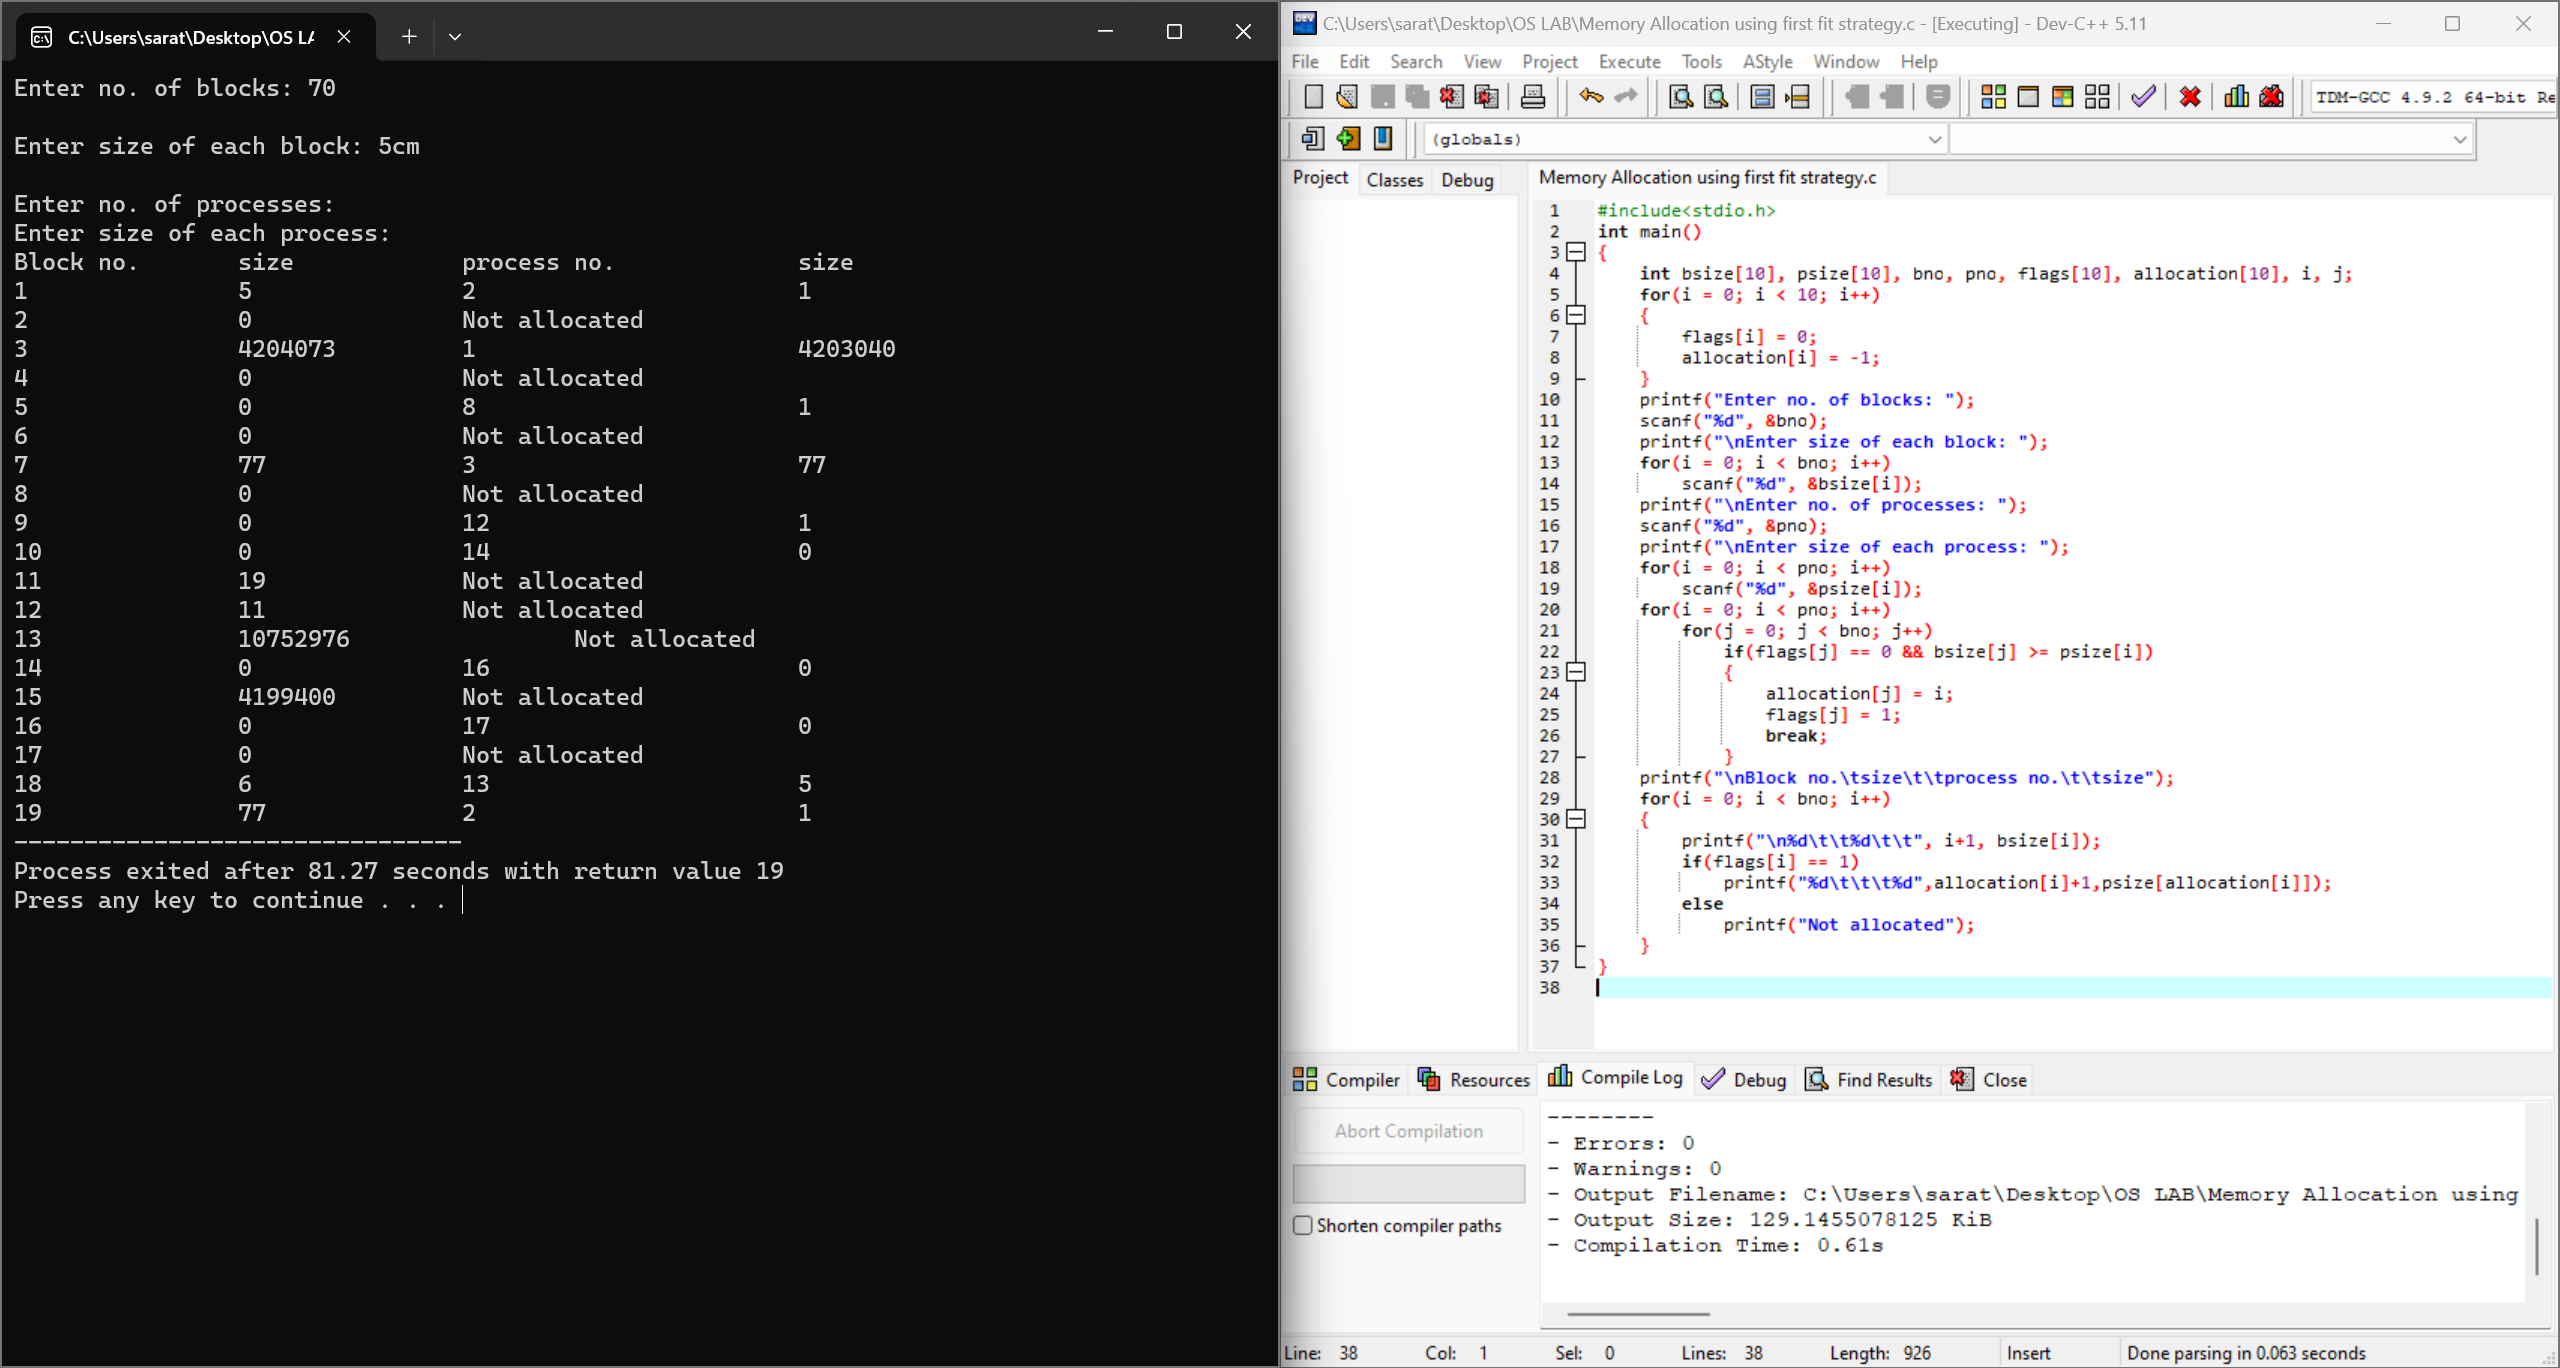 C:\Users\sarat\Desktop\OS LA
Enter no. of blocks: 70
Enter size of each block: 5cm
Enter no. of processes:
Enter size of each process:
Block no. size process no. size
1 5 2 1
2 0 Not allocated
3 4204073 1 4203040
4 0 Not allocated
5 0 8 1
6 0 Not allocated
7 77 3 77
8 0 Not allocated
9 0 12 1
10 0 14 0
11 19 Not allocated
12 11 Not allocated
13 10752976 Not allocated
14 0 16 0
15 4199400 Not allocated
16 0 17 0
17 0 Not allocated
18 6 13 5
19 77 2 1
--------------------------------
Process exited after 81.27 seconds with return value 19
Press any key to continue . . .
C:\Users\sarat\Desktop\OS LAB\Memory Allocation using first fit strategy.c - [Executing] - Dev-C++ 5.11
File Edit Search View Project Execute Tools AStyle Window Help
TDM-GCC 4.9.2 64-bit Re
(globals)
Project Classes Debug
Memory Allocation using first fit strategy.c
1 #include<stdio.h>
2 int main()
3 {
4 int bsize[10], psize[10], bno, pno, flags[10], allocation[10], i, j;
5 for(i = 0; i < 10; i++)
6 {
7 flags[i] = 0;
8 allocation[i] = -1;
9 }
10 printf("Enter no. of blocks: ");
11 scanf("%d", &bno);
12 printf("\nEnter size of each block: ");
13 for(i = 0; i < bno; i++)
14 scanf("%d", &bsize[i]);
15 printf("\nEnter no. of processes: ");
16 scanf("%d", &pno);
17 printf("\nEnter size of each process: ");
18 for(i = 0; i < pno; i++)
19 scanf("%d", &psize[i]);
20 for(i = 0; i < pno; i++)
21 for(j = 0; j < bno; j++)
22 if(flags[j] == 0 && bsize[j] >= psize[i])
23 {
24 allocation[j] = i;
25 flags[j] = 1;
26 break;
27 }
28 printf("\nBlock no.\tsize\t\tprocess no.\t\tsize");
29 for(i = 0; i < bno; i++)
30 {
31 printf("\n%d\t\t%d\t\t", i+1, bsize[i]);
32 if(flags[i] == 1)
33 printf("%d\t\t\t%d",allocation[i]+1,psize[allocation[i]]);
34 else
35 printf("Not allocated");
36 }
37 }
38
Compiler Resources Compile Log Debug Find Results Close
Abort Compilation
Shorten compiler paths
--------
- Errors: 0
- Warnings: 0
- Output Filename: C:\Users\sarat\Desktop\OS LAB\Memory Allocation using
- Output Size: 129.1455078125 KiB
- Compilation Time: 0.61s
Line: 38 Col: 1 Sel: 0 Lines: 38 Length: 926 Insert Done parsing in 0.063 seconds